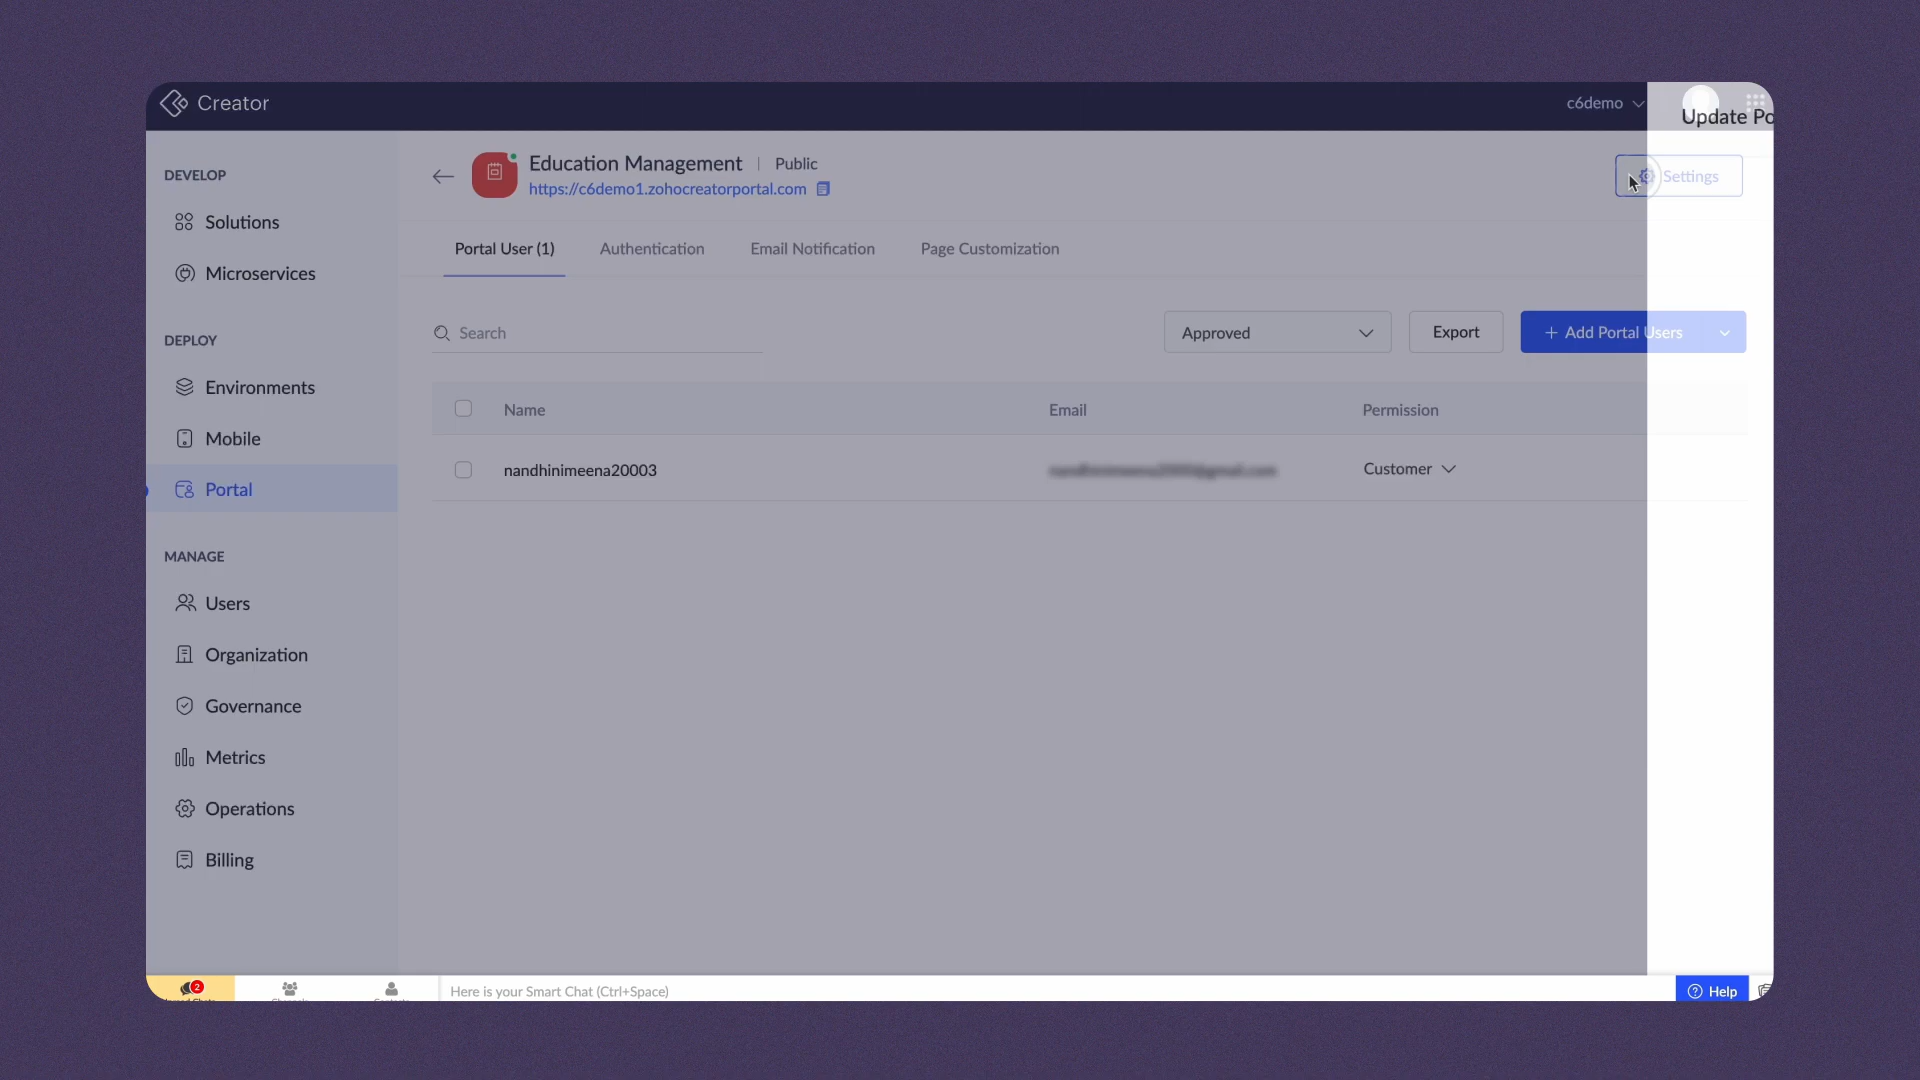 Creator
c6demo
Update Po
DEVELOP
Solutions
Microservices
DEPLOY
Environments
Mobile
Portal
MANAGE
Users
Organization
Governance
Metrics
Operations
Billing
Education Management | Public
https://c6demo1.zohocreatorportal.com
Settings
Portal User (1) Authentication Email Notification Page Customization
Search
Approved
Export
+ Add Portal Users
Name Email Permission
nandhinimeena20003 Customer
2
Here is your Smart Chat (Ctrl+Space)
Help